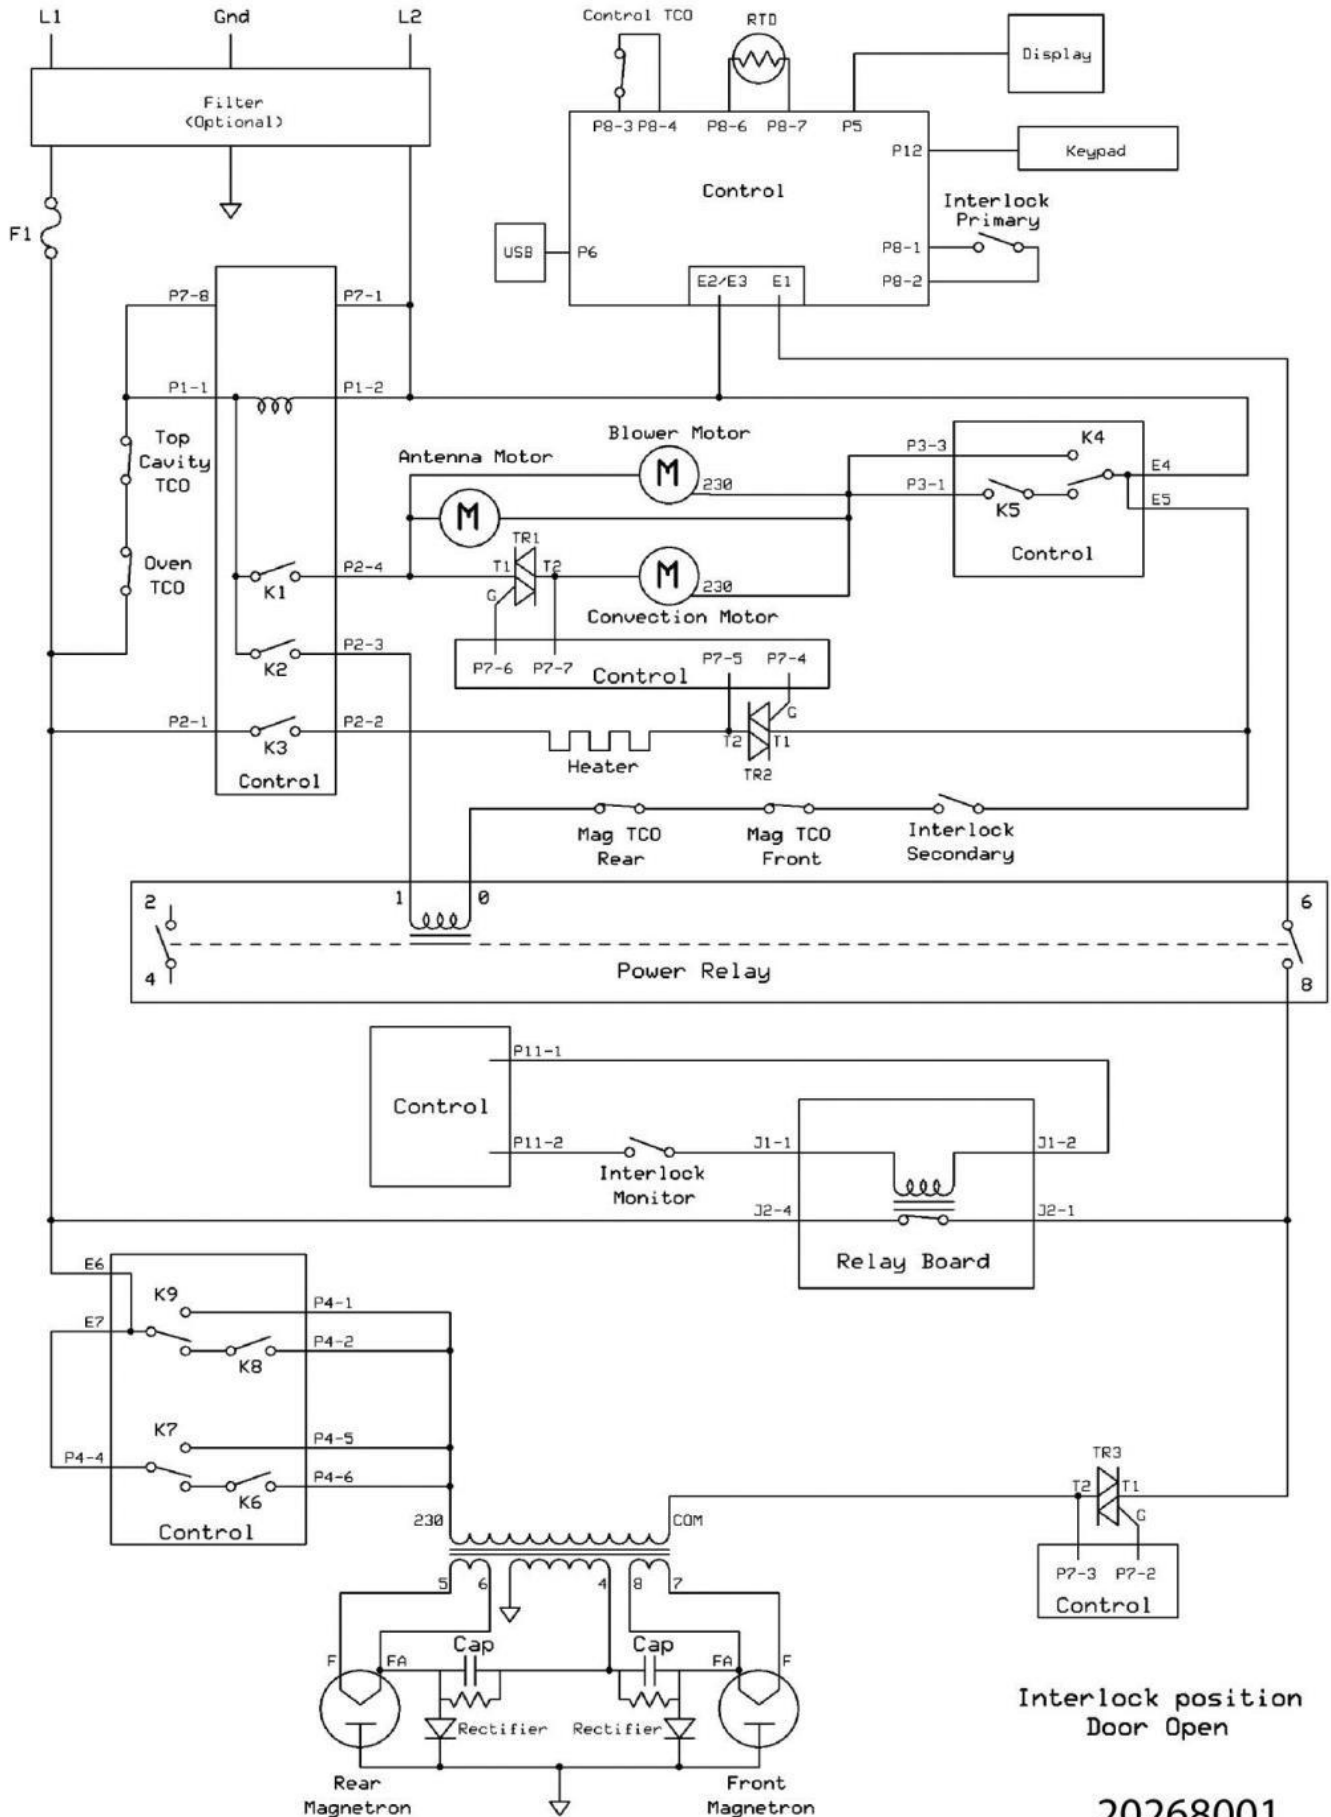 L1
Gnd
L2
Control TCO
RTD
Display
Filter
(Optional)
P8-3 P8-4
P8-6
P8-7
P5
P12
Keypad
Control
Interlock
Primary
F1
USB
P6
P8-1
P8-2
E2/E3
E1
P7-8
P7-1
P1-1
P1-2
Top
Cavity
TCO
Antenna Motor
Blower Motor
M
230
P3-3
K4
E4
P3-1
K5
E5
Control
M
Oven
TCO
K1
P2-4
TR1
T1
T2
G
M
230
Convection Motor
K2
P2-3
P7-6
P7-7
Control
P7-5
P7-4
G
P2-1
K3
P2-2
Control
Heater
T2
T1
TR2
Mag TCO
Rear
Mag TCO
Front
Interlock
Secondary
2
4
1
0
6
8
Power Relay
Control
P11-1
P11-2
Interlock
Monitor
J1-1
J1-2
J2-4
J2-1
Relay Board
E6
K9
P4-1
E7
K8
P4-2
K7
P4-5
P4-4
K6
P4-6
Control
TR3
T2
T1
G
P7-3
P7-2
Control
230
COM
5
6
4
8
7
Cap
Cap
F
FA
FA
F
Rectifier
Rectifier
Rear
Magnetron
Front
Magnetron
Interlock position
Door Open
20268001